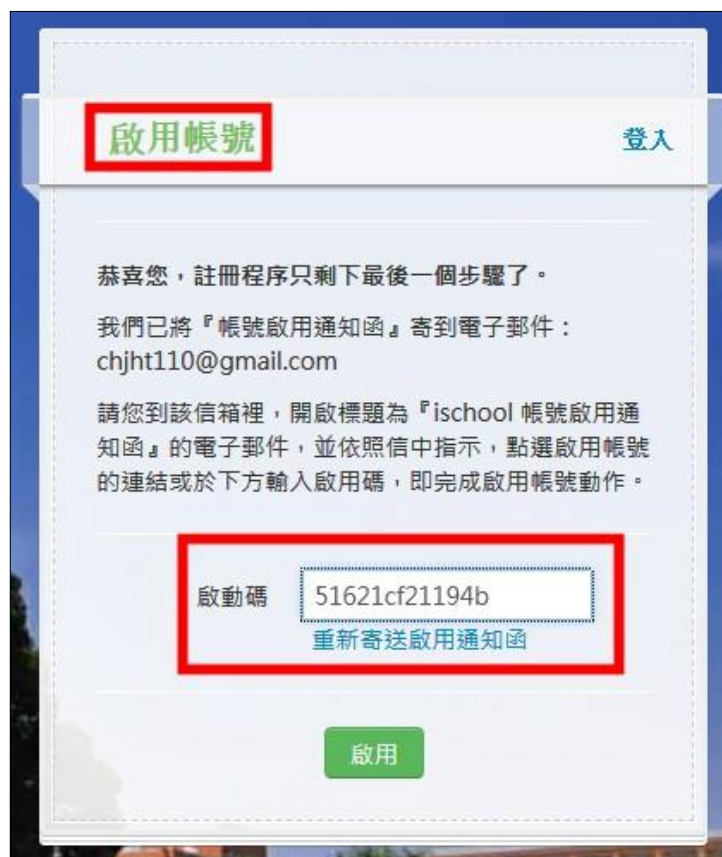 啟用帳號
登入
恭喜您，註冊程序只剩下最後一個步驟了。
我們已將『帳號啟用通知函』寄到電子郵件：
chjht110@gmail.com
請您到該信箱裡，開啟標題為『ischool 帳號啟用通
知函』的電子郵件，並依照信中指示，點選啟用帳號
的連結或於下方輸入啟用碼，即完成啟用帳號動作。
啟動碼
51621cf21194b
重新寄送啟用通知函
啟用